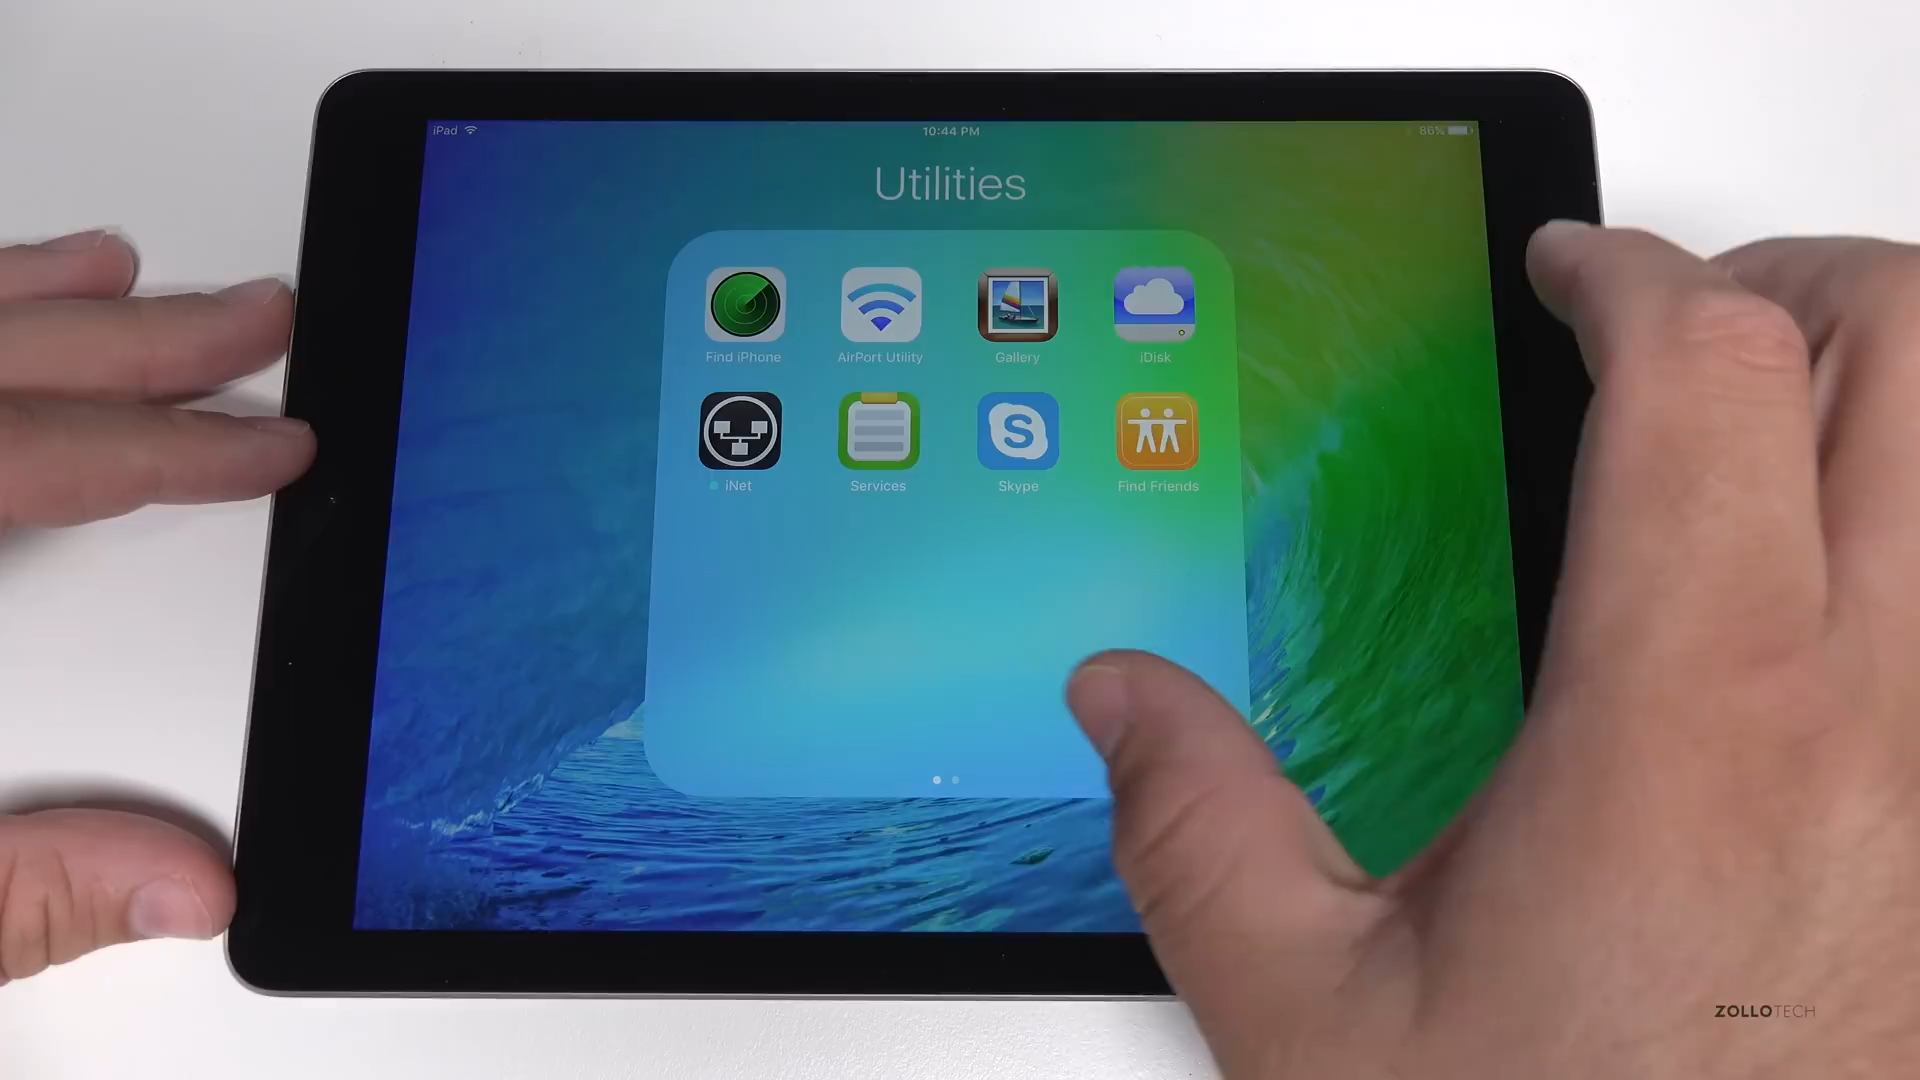 iPad 10:44 PM 86%
Utilities
Find iPhone AirPort Utility Gallery iDisk
S
iNet Services Skype Find Friends
ZOLLOTECH